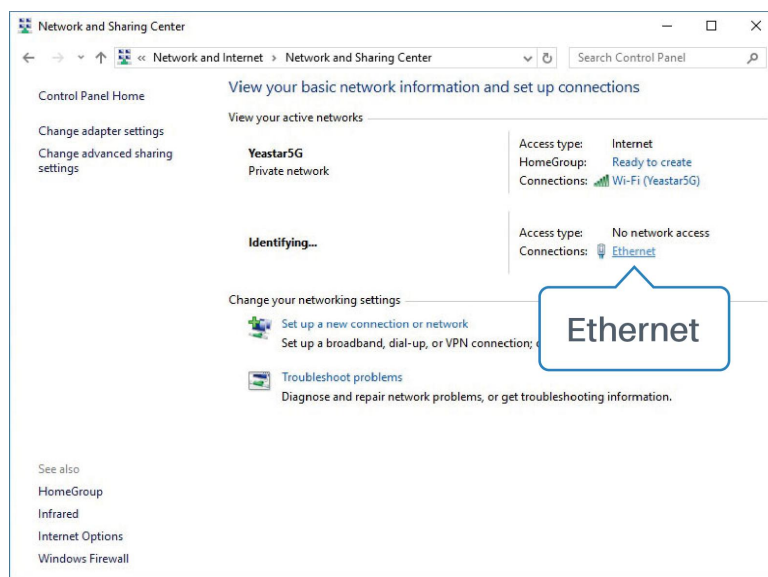 Network and Sharing Center
« Network and Internet › Network and Sharing Center
Search Control Panel
Control Panel Home
Change adapter settings
Change advanced sharing
settings
View your basic network information and set up connections
View your active networks
Yeastar5G
Private network
Access type: Internet
HomeGroup: Ready to create
Connections: Wi-Fi (Yeastar5G)
Identifying...
Access type: No network access
Connections: Ethernet
Ethernet
Change your networking settings
Set up a new connection or network
Set up a broadband, dial-up, or VPN connection;
Troubleshoot problems
Diagnose and repair network problems, or get troubleshooting information.
See also
HomeGroup
Infrared
Internet Options
Windows Firewall